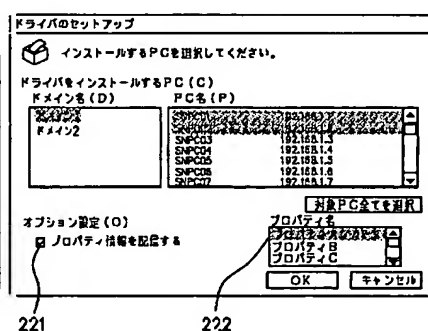 ドライバのセットアップ
インストールするPCを選択してください。
ドライバをインストールするPC(C)
ドメイン名(D) PC名(P)
ドメイン2
SNPC01 192.168.1.
192.168.1.3
SNPC04 192.168.1.4
SNPC05 192.168.1.5
SNPC06 192.168.1.6
SNPC07 192.168.1.7
対象PC全てを選択
オプション設定(O) プロパティ名
プロパティ情報を配信する
プロパティB
プロパティC
OK キャンセル
221 222